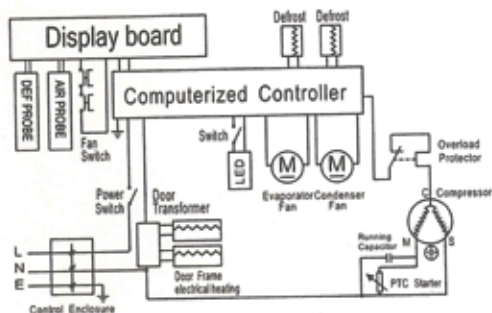 Defrost
Defrost
Display board
Computerized Controller
DEF PROBE
AIR PROBE
Fan
Switch
Switch
LED
M
M
Evaporator
Fan
Condenser
Fan
Overload
Protector
C
Compressor
Power
Switch
Door
Transformer
Running
Capacitor
M
S
L
N
E
Door Frame
electrical heating
PTC Starter
Control Enclosure